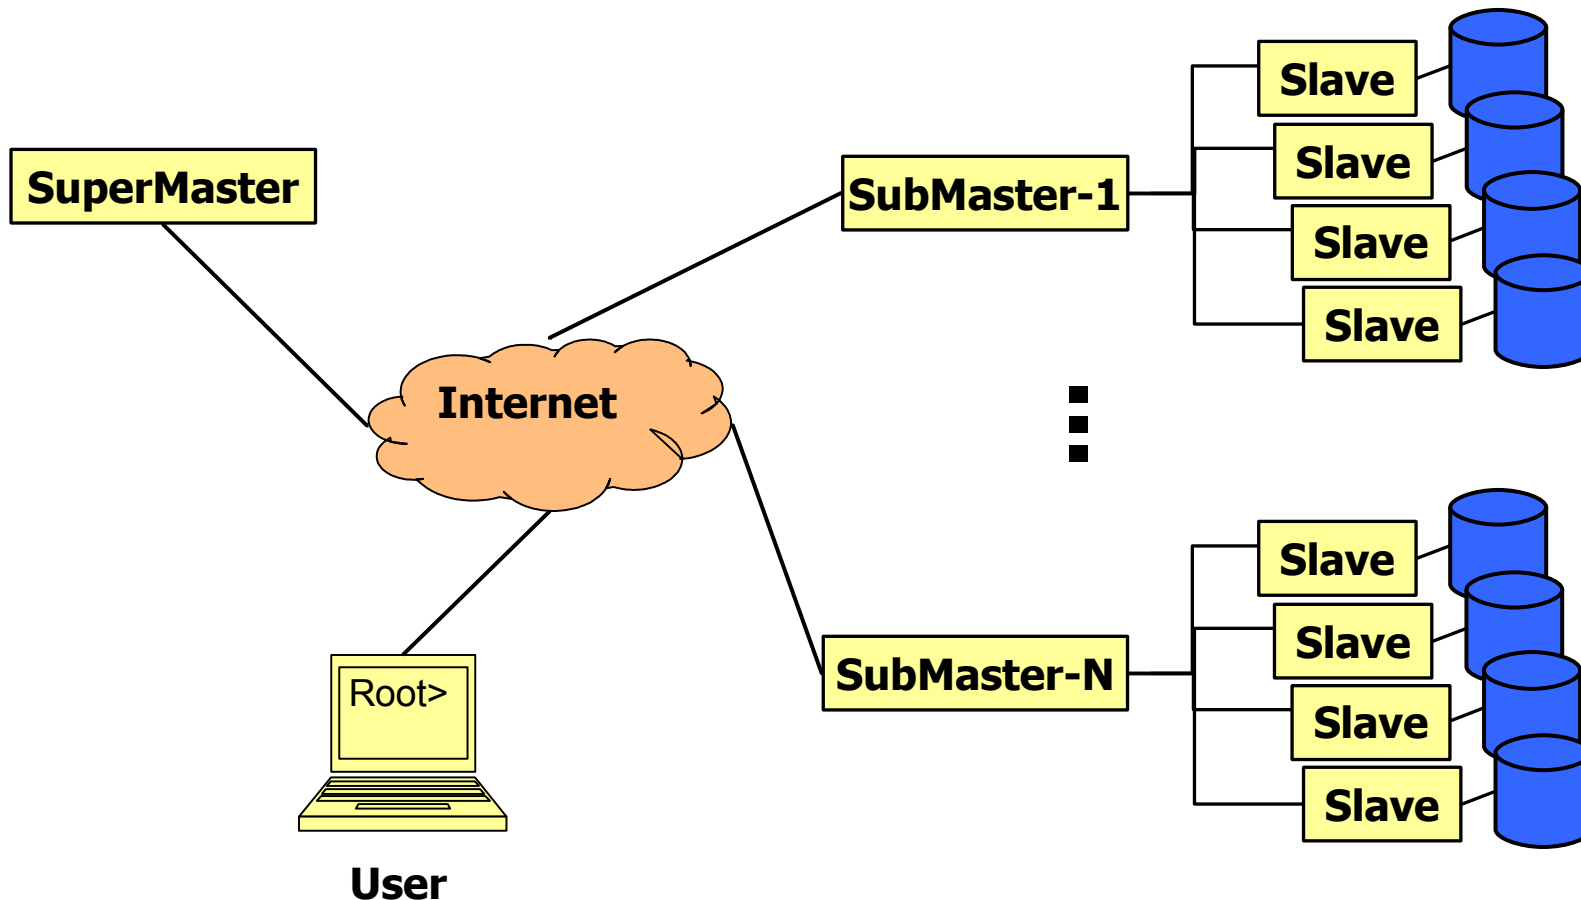 SuperMaster
SubMaster-1
Slave
Slave
Slave
Slave
Internet
Root>
User
SubMaster-N
Slave
Slave
Slave
Slave